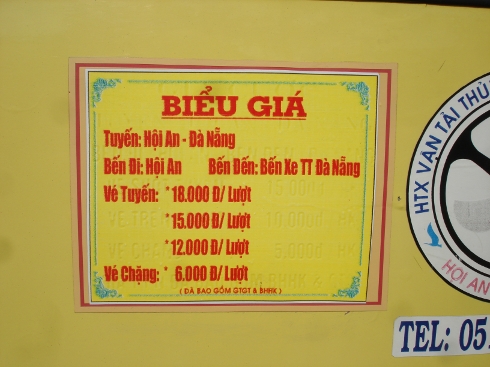 BIỂU GIÁ
Tuyến: Hội An - Đà Nẵng
Bến Đi: Hội An Bến Đến: Bến Xe TT Đà Nẵng
Vé Tuyến: *18.000 Đ/ Lượt
*15.000 Đ/ Lượt
*12.000 Đ/ Lượt
Vé Chặng: * 6.000 Đ/ Lượt
( ĐÃ BAO GỒM GTGT & BHHK )
HTX VẬN TẢI THỦ
HỘI AN
TEL: 05